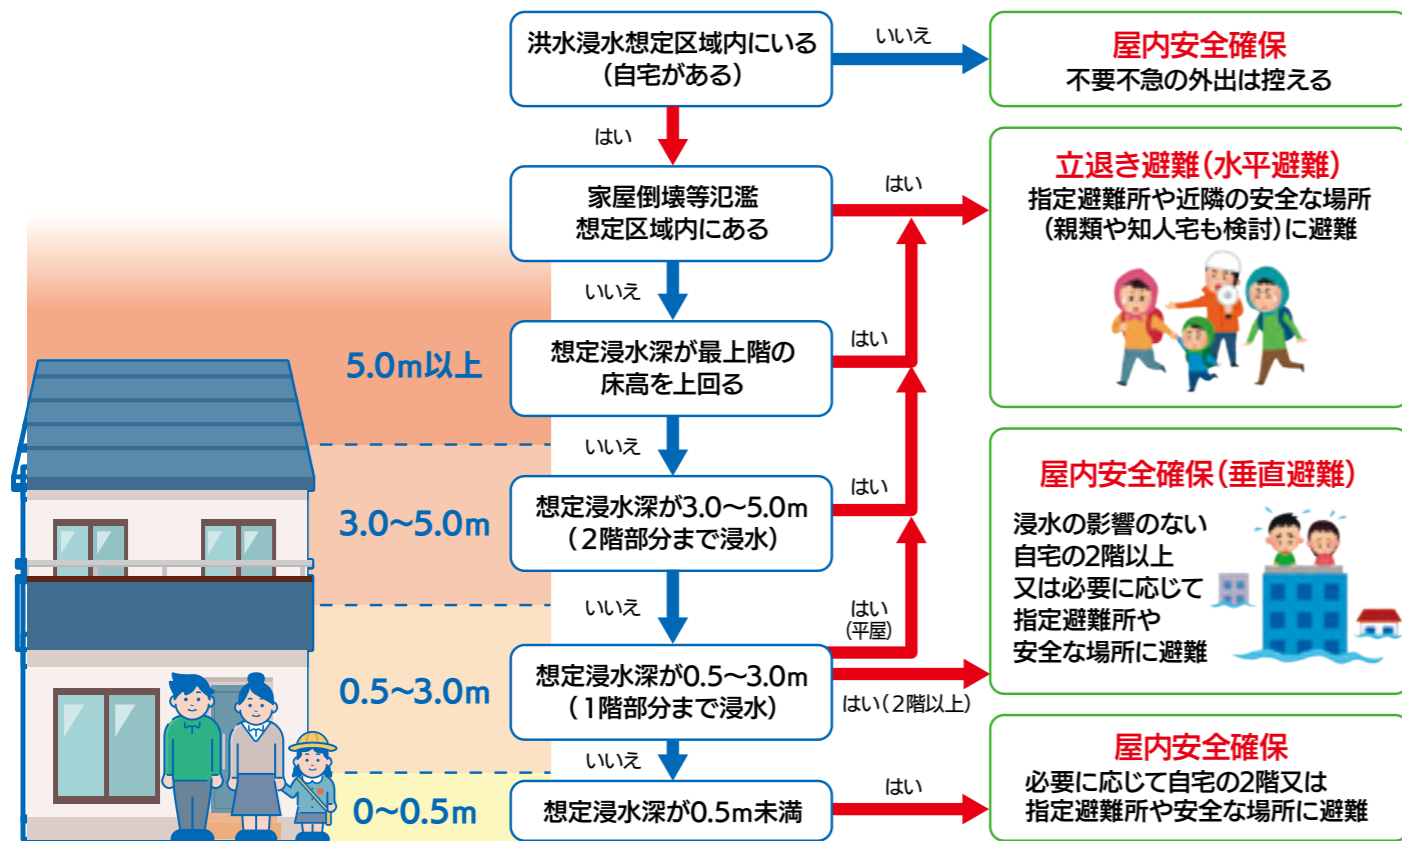 洪水浸水想定区域内にいる
(自宅がある)
いいえ
屋内安全確保
不要不急の外出は控える
はい
家屋倒壊等氾濫
想定区域内にある
はい
立退き避難(水平避難)
指定避難所や近隣の安全な場所
(親類や知人宅も検討)に避難
いいえ
5.0m以上
想定浸水深が最上階の
床高を上回る
はい
いいえ
3.0〜5.0m
想定浸水深が3.0〜5.0m
(2階部分まで浸水)
はい
屋内安全確保(垂直避難)
浸水の影響のない
自宅の2階以上
又は必要に応じて
指定避難所や
安全な場所に避難
いいえ
はい
(平屋)
0.5〜3.0m
想定浸水深が0.5〜3.0m
(1階部分まで浸水)
はい(2階以上)
いいえ
0〜0.5m
想定浸水深が0.5m未満
はい
屋内安全確保
必要に応じて自宅の2階又は
指定避難所や安全な場所に避難